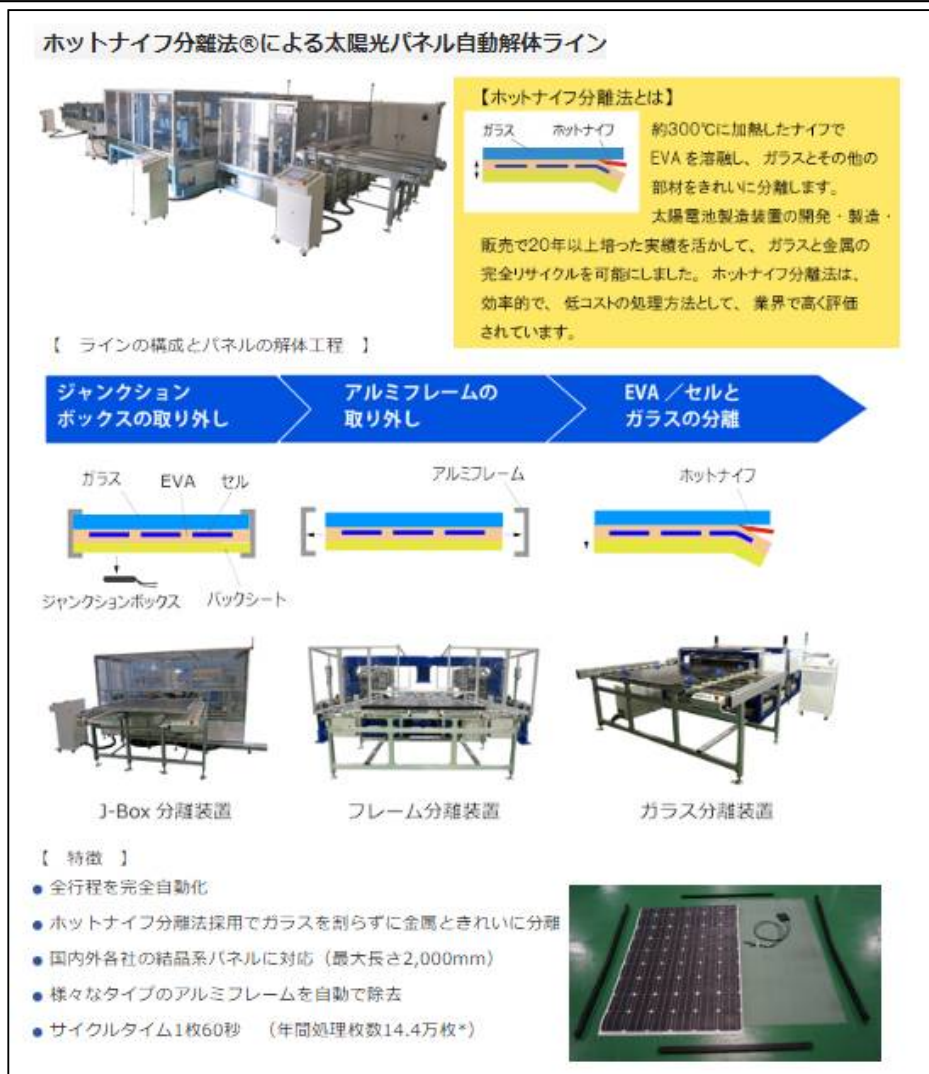 ホットナイフ分離法®による太陽光パネル自動解体ライン
【ホットナイフ分離法とは】
ガラス ホットナイフ
約300℃に加熱したナイフで
EVA を溶融し、ガラスとその他の
部材をきれいに分離します。
太陽電池製造装置の開発・製造・
販売で20年以上培った実績を活かして、ガラスと金属の
完全リサイクルを可能にしました。ホットナイフ分離法は、
効率的で、低コストの処理方法として、業界で高く評価
されています。
【 ラインの構成とパネルの解体工程 】
ジャンクション
ボックスの取り外し
アルミフレームの
取り外し
EVA/セルと
ガラスの分離
ガラス EVA セル
ジャンクションボックス バックシート
アルミフレーム
ホットナイフ
J-Box 分離装置
フレーム分離装置
ガラス分離装置
【 特徴 】
● 全行程を完全自動化
● ホットナイフ分離法採用でガラスを割らずに金属ときれいに分離
● 国内外各社の結晶系パネルに対応(最大長さ2,000mm)
● 様々なタイプのアルミフレームを自動で除去
● サイクルタイム1枚60秒 (年間処理枚数14.4万枚*)